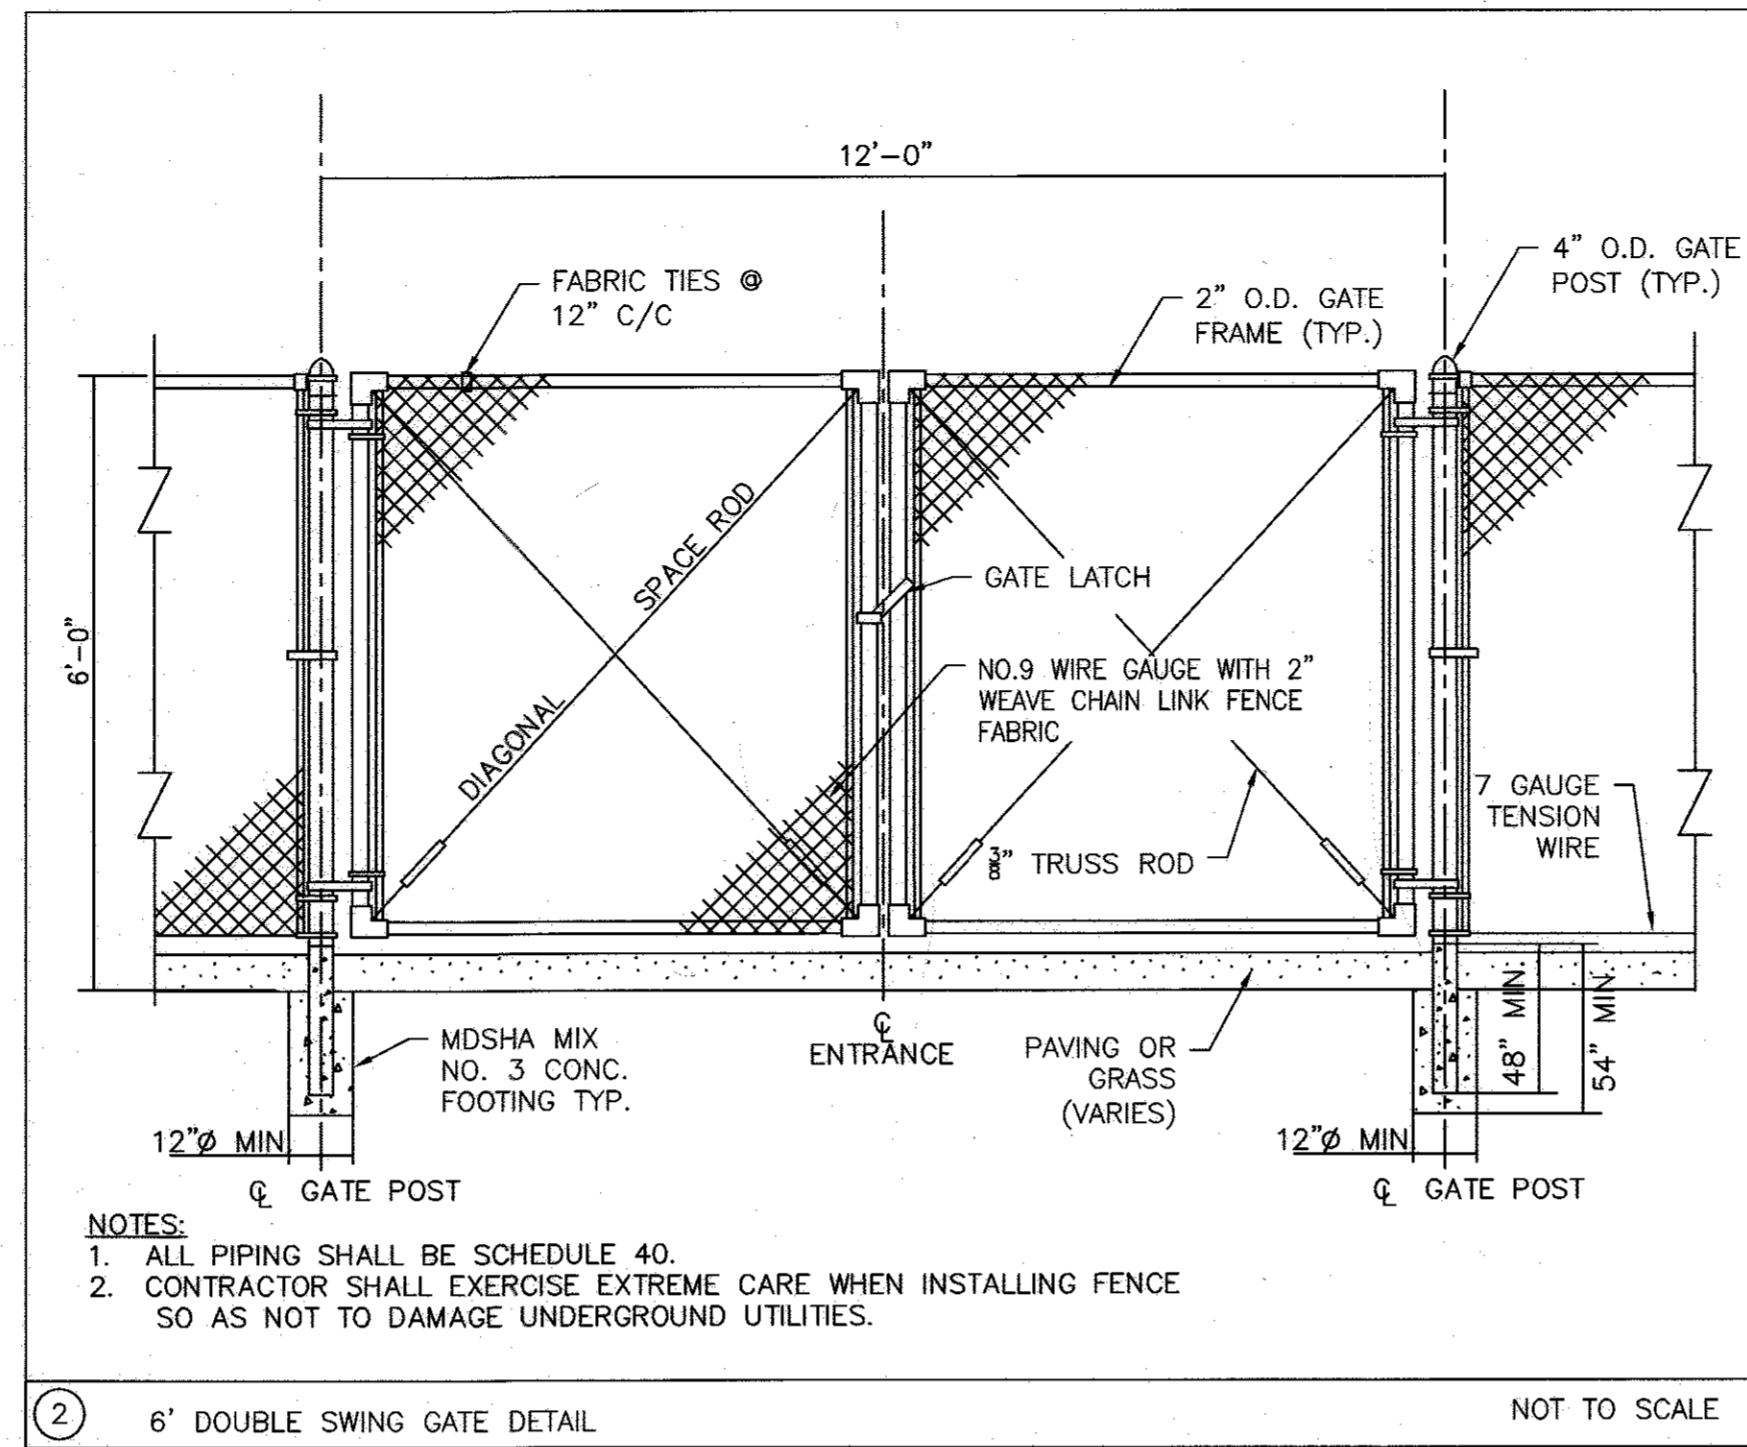 12'-0"
4" O.D. GATE
POST (TYP.)
FABRIC TIES @
12" C/C
2" O.D. GATE
FRAME (TYP.)
SPACE ROD
DIAGONAL
GATE LATCH
6'-0"
NO.9 WIRE GAUGE WITH 2"
WEAVE CHAIN LINK FENCE
FABRIC
7 GAUGE
TENSION
WIRE
3/8" TRUSS ROD
48" MIN.
54" MIN.
℄
ENTRANCE
MDSHA MIX
NO. 3 CONC.
FOOTING TYP.
PAVING OR
GRASS
(VARIES)
12"Ø MIN
12"Ø MIN
℄ GATE POST
℄ GATE POST
NOTES:
1. ALL PIPING SHALL BE SCHEDULE 40.
2. CONTRACTOR SHALL EXERCISE EXTREME CARE WHEN INSTALLING FENCE
SO AS NOT TO DAMAGE UNDERGROUND UTILITIES.
2 6' DOUBLE SWING GATE DETAIL
NOT TO SCALE